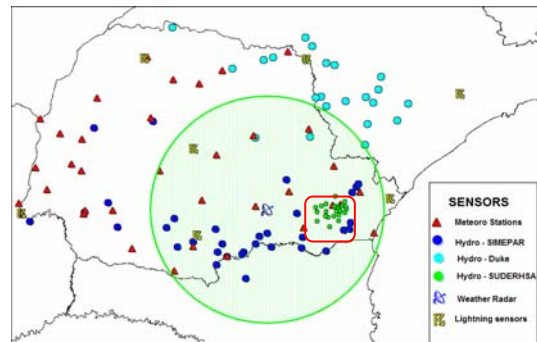 SENSORS
Meteoro Stations
Hydro - SIMEPAR
Hydro - Duke
Hydro - SUDERHSA
Weather Radar
Lightning sensors